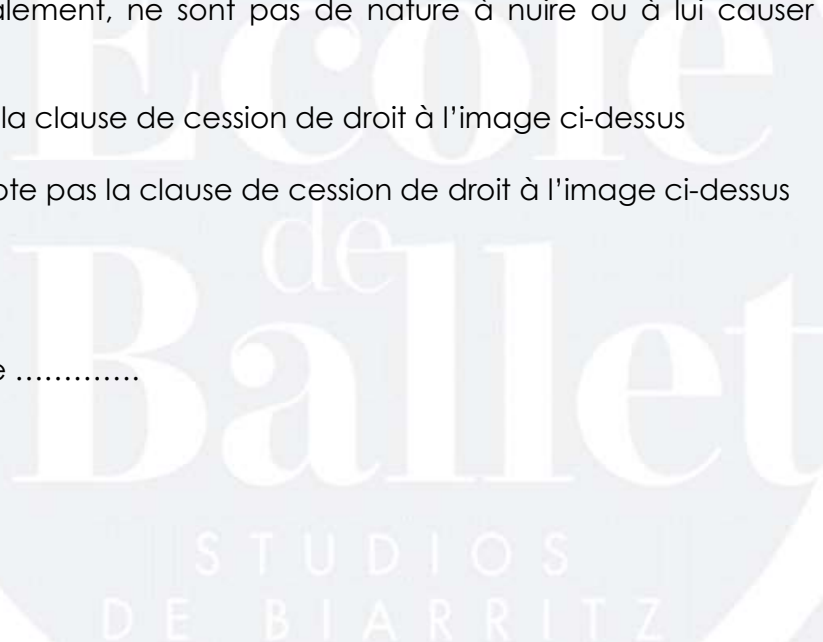 alement, ne sont pas de nature à nuire ou à lui causer
la clause de cession de droit à l'image ci-dessus
pte pas la clause de cession de droit à l'image ci-dessus
e .............
Ecole
de
Ballet
STUDIOS
DE BIARRITZ